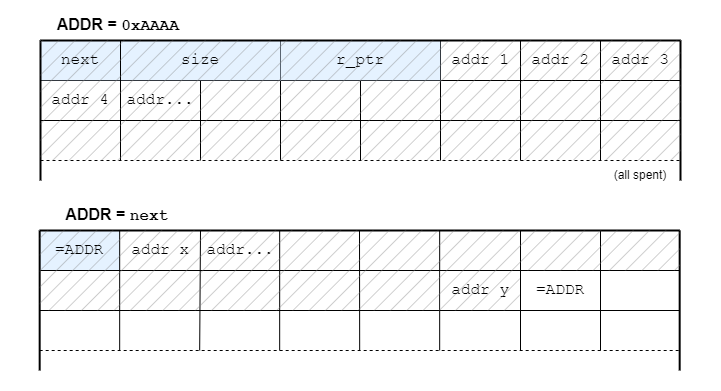 ADDR = 0xAAAA
next size r_ptr addr 1 addr 2 addr 3
addr 4 addr...
(all spent)
ADDR = next
=ADDR addr x addr...
addr y =ADDR